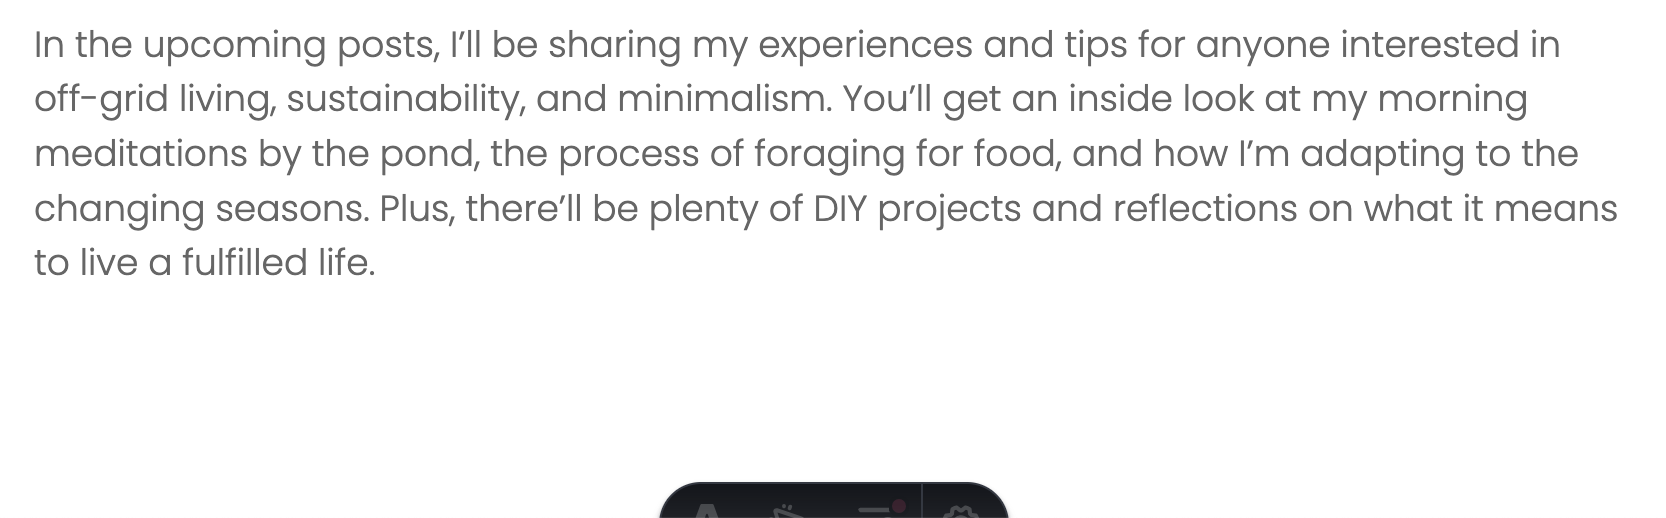 In the upcoming posts, I’ll be sharing my experiences and tips for anyone interested in
off-grid living, sustainability, and minimalism. You’ll get an inside look at my morning
meditations by the pond, the process of foraging for food, and how I’m adapting to the
changing seasons. Plus, there’ll be plenty of DIY projects and reflections on what it means
to live a fulfilled life.